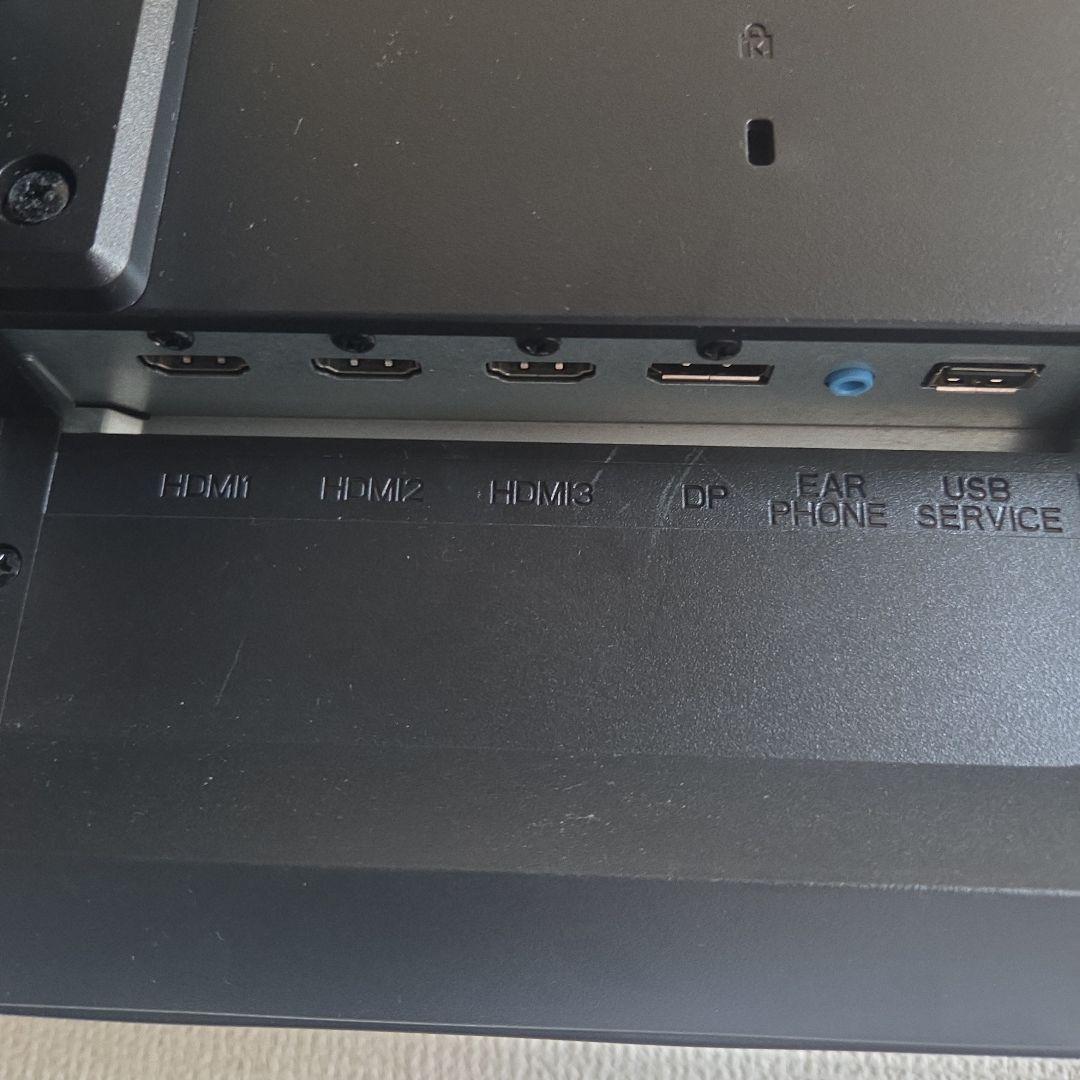 HDMI1
HDMI2
HDMI3
DP
EAR
PHONE
USB
SERVICE